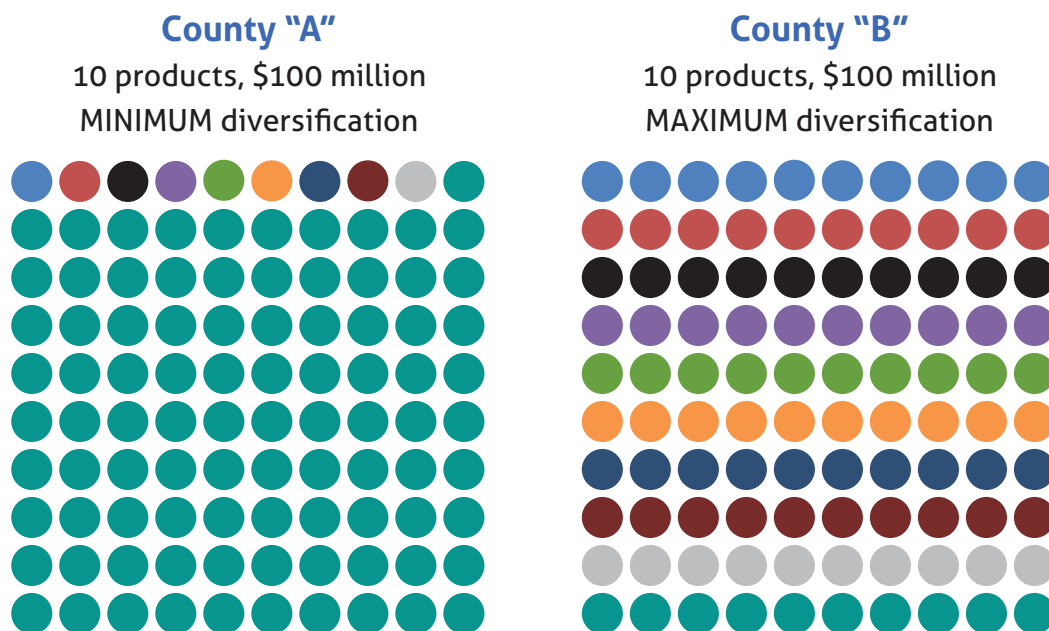 County “A”
10 products, $100 million
MINIMUM diversification
County “B”
10 products, $100 million
MAXIMUM diversification